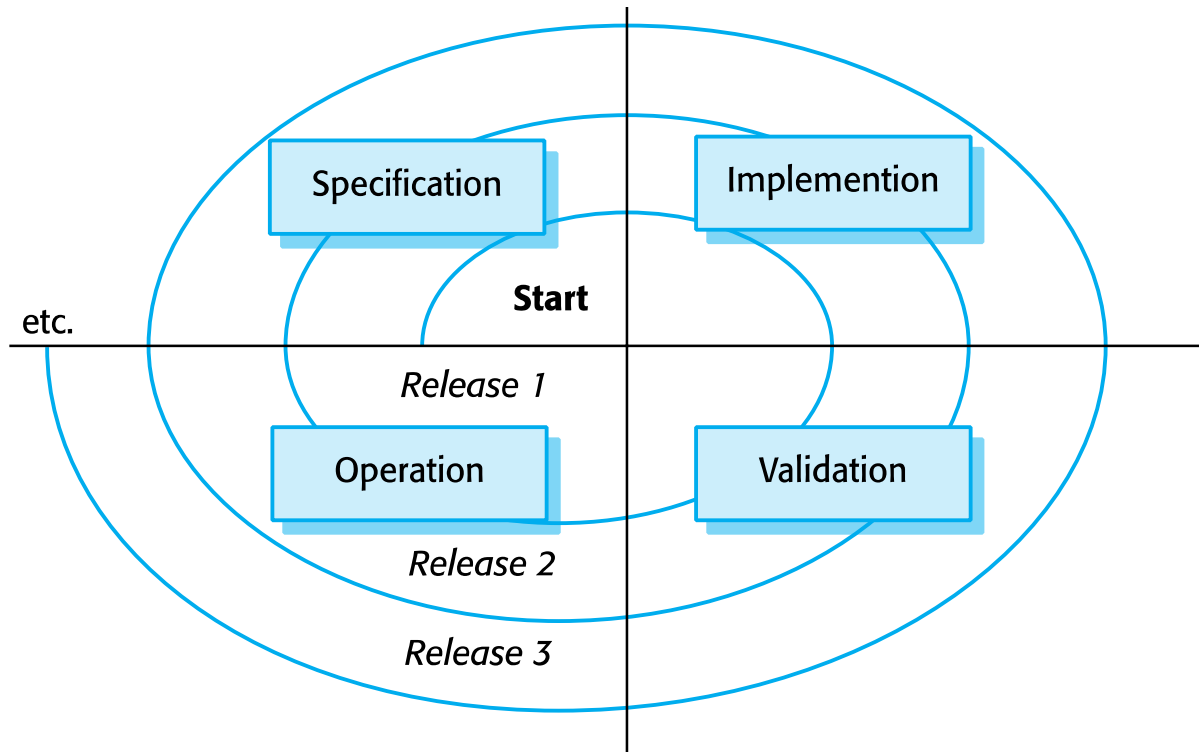 Specification
Implemention
Start
etc.
Release 1
Operation
Validation
Release 2
Release 3